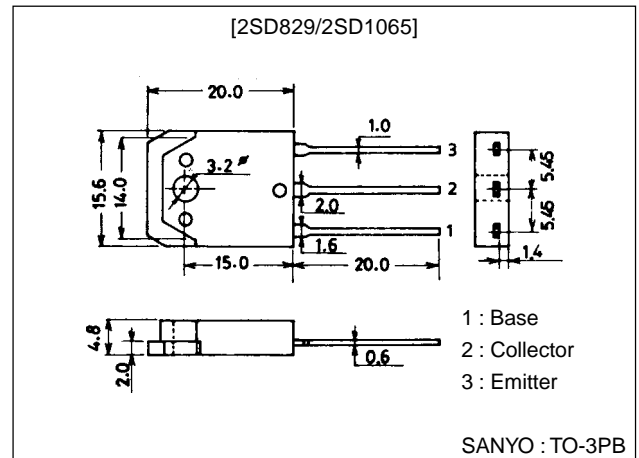 [2SD829/2SD1065]
20.0
1.0
3
3.2 ø
2
15.6
14.0
2.0
1
1.6
15.0
20.0
5.45
5.45
1.4
4.8
2.0
0.6
1 : Base
2 : Collector
3 : Emitter
SANYO : TO-3PB